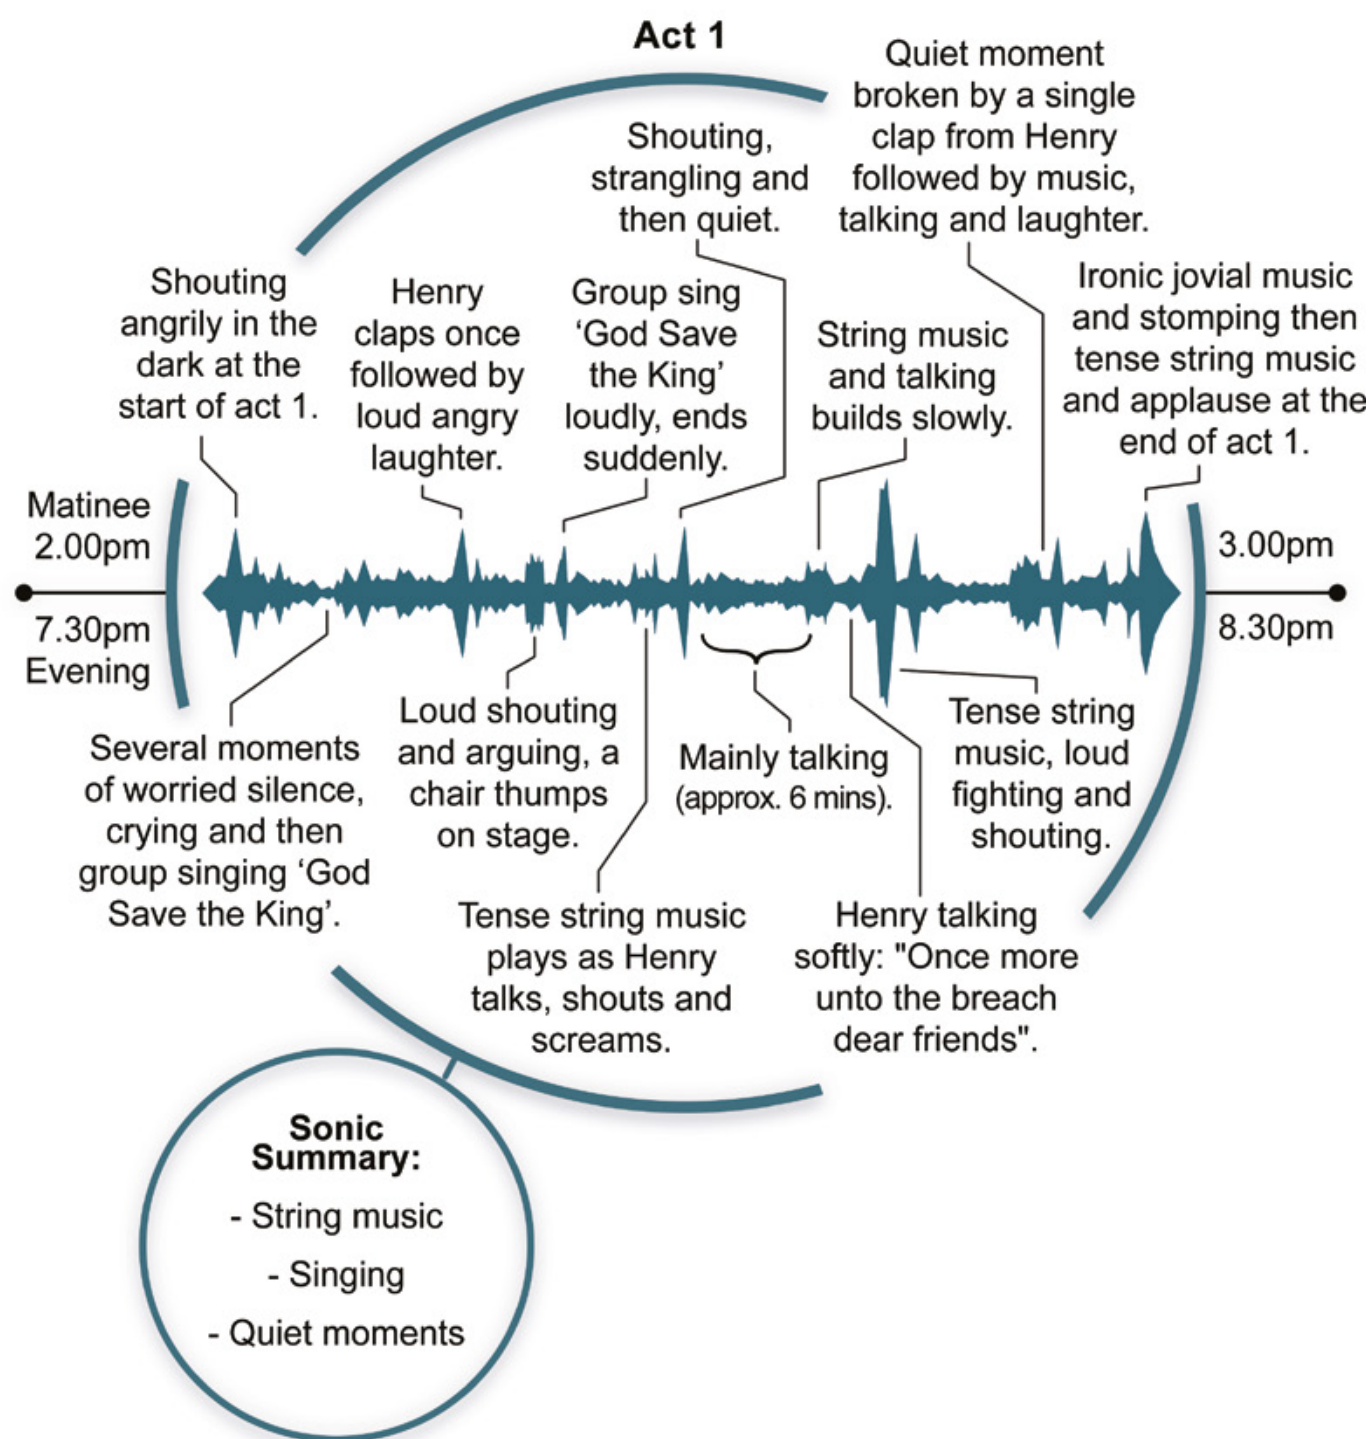 Act 1
Shouting
angrily in the
dark at the
start of act 1.
Henry
claps once
followed by
loud angry
laughter.
Group sing
‘God Save
the King’
loudly, ends
suddenly.
Shouting,
strangling and
then quiet.
String music
and talking
builds slowly.
Quiet moment
broken by a single
clap from Henry
followed by music,
talking and laughter.
Ironic jovial music
and stomping then
tense string music
and applause at the
end of act 1.
Matinee
2.00pm
7.30pm
Evening
3.00pm
8.30pm
Several moments
of worried silence,
crying and then
group singing ‘God
Save the King’.
Loud shouting
and arguing, a
chair thumps
on stage.
Tense string music
plays as Henry
talks, shouts and
screams.
Mainly talking
(approx. 6 mins).
Henry talking
softly: "Once more
unto the breach
dear friends".
Tense string
music, loud
fighting and
shouting.
Sonic
Summary:
- String music
- Singing
- Quiet moments